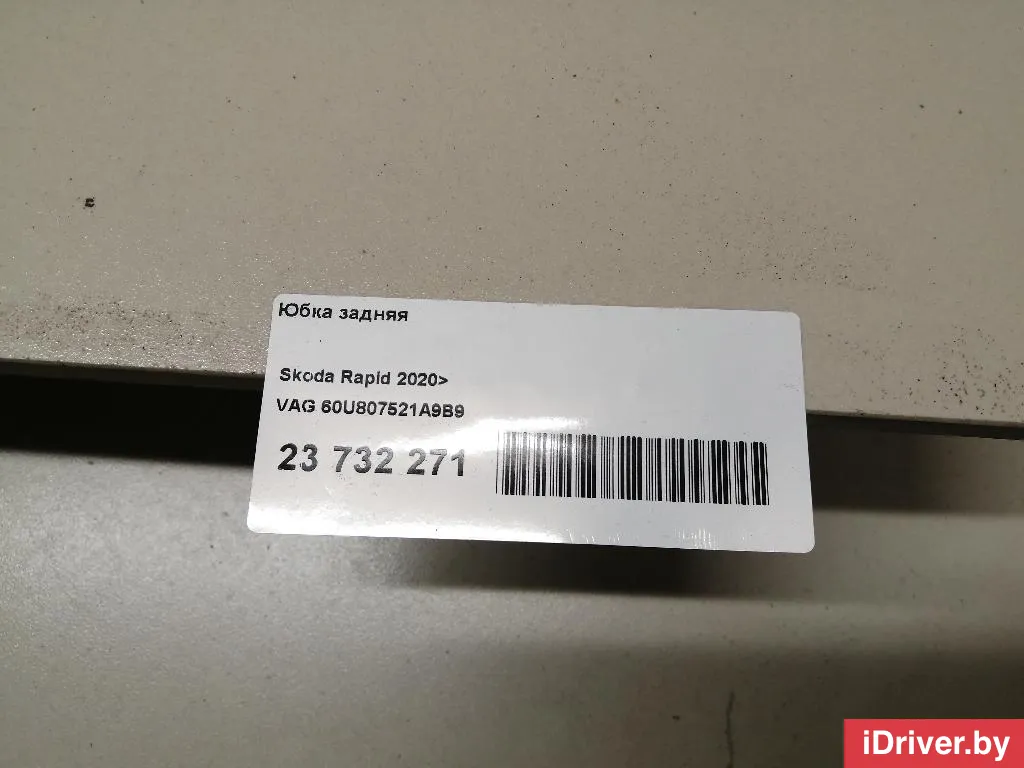 Юбка задняя
Skoda Rapid 2020>
VAG 60U807521A9B9
23 732 271
iDriver.by